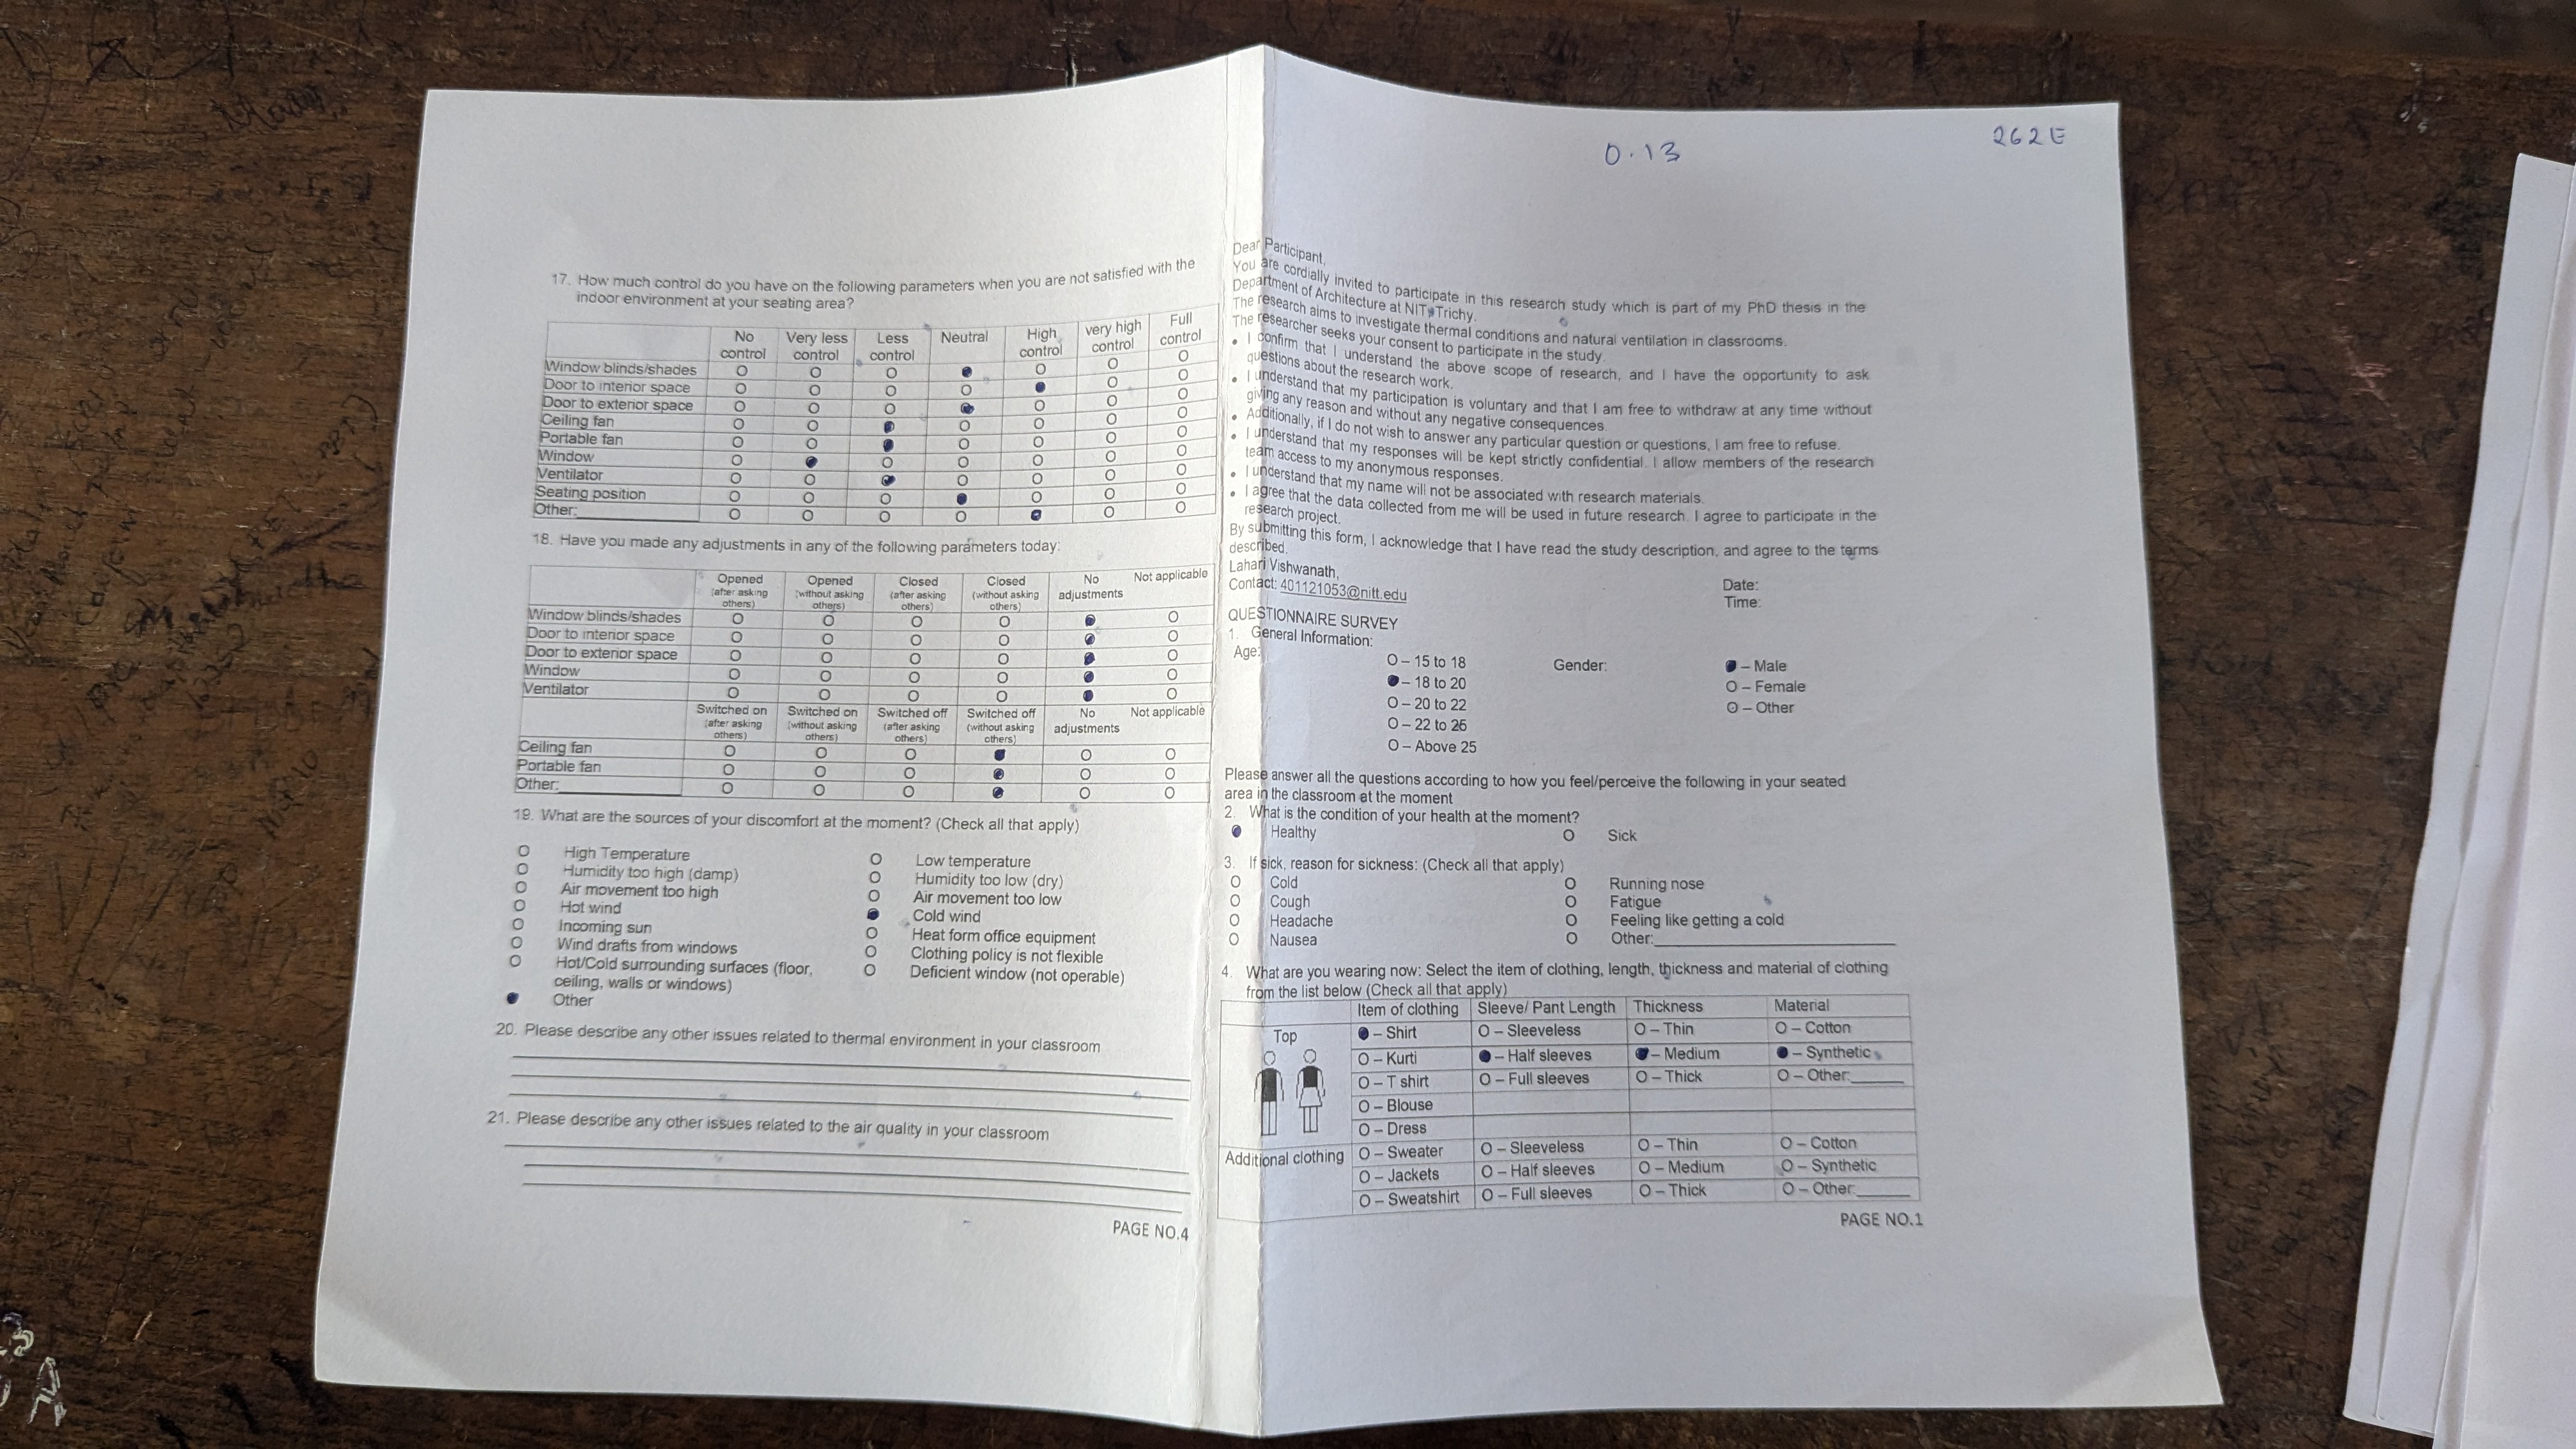 17. How much control do you have on the following parameters when you are not satisfied with the
indoor environment at your seating area?
No control Very less control Less control Neutral High control very high control Full control
Window blinds/shades O O O ● O O O
Door to interior space O O O O ● O O
Door to exterior space O O O ● O O O
Ceiling fan O O ● O O O O
Portable fan O O ● O O O O
Window O ● O O O O O
Ventilator O O ● O O O O
Seating position O O O ● O O O
Other: O O O O ● O O
18. Have you made any adjustments in any of the following parameters today:
Opened (after asking others) Opened (without asking others) Closed (after asking others) Closed (without asking others) No adjustments Not applicable
Window blinds/shades O O O O ● O
Door to interior space O O O O ● O
Door to exterior space O O O O ● O
Window O O O O ● O
Ventilator O O O O ● O
Switched on (after asking others) Switched on (without asking others) Switched off (after asking others) Switched off (without asking others) No adjustments Not applicable
Ceiling fan O O O ● O O
Portable fan O O O ● O O
Other: O O O ● O O
19. What are the sources of your discomfort at the moment? (Check all that apply)
O High Temperature O Low temperature
O Humidity too high (damp) O Humidity too low (dry)
O Air movement too high O Air movement too low
O Hot wind ● Cold wind
O Incoming sun O Heat form office equipment
O Wind drafts from windows O Clothing policy is not flexible
O Hot/Cold surrounding surfaces (floor, O Deficient window (not operable)
ceiling, walls or windows)
● Other
20. Please describe any other issues related to thermal environment in your classroom
21. Please describe any other issues related to the air quality in your classroom
PAGE NO.4
0.13
262E
Dear Participant,
You are cordially invited to participate in this research study which is part of my PhD thesis in the
Department of Architecture at NIT Trichy.
The research aims to investigate thermal conditions and natural ventilation in classrooms.
The researcher seeks your consent to participate in the study.
• I confirm that I understand the above scope of research, and I have the opportunity to ask
questions about the research work.
• I understand that my participation is voluntary and that I am free to withdraw at any time without
giving any reason and without any negative consequences.
• Additionally, if I do not wish to answer any particular question or questions, I am free to refuse.
• I understand that my responses will be kept strictly confidential. I allow members of the research
team access to my anonymous responses.
• I understand that my name will not be associated with research materials.
• I agree that the data collected from me will be used in future research. I agree to participate in the
research project.
By submitting this form, I acknowledge that I have read the study description, and agree to the terms
described.
Lahari Vishwanath,
Contact: 401121053@nitt.edu
Date:
Time:
QUESTIONNAIRE SURVEY
1. General Information:
Age: O – 15 to 18 Gender: ● – Male
● – 18 to 20 O – Female
O – 20 to 22 O – Other
O – 22 to 25
O – Above 25
Please answer all the questions according to how you feel/perceive the following in your seated
area in the classroom at the moment
2. What is the condition of your health at the moment?
● Healthy O Sick
3. If sick, reason for sickness: (Check all that apply)
O Cold O Running nose
O Cough O Fatigue
O Headache O Feeling like getting a cold
O Nausea O Other:
4. What are you wearing now: Select the item of clothing, length, thickness and material of clothing
from the list below (Check all that apply)
Item of clothing Sleeve/ Pant Length Thickness Material
Top ● – Shirt O – Sleeveless O – Thin O – Cotton
O – Kurti ● – Half sleeves ● – Medium ● – Synthetic
O – T shirt O – Full sleeves O – Thick O – Other:
O – Blouse
O – Dress
Additional clothing O – Sweater O – Sleeveless O – Thin O – Cotton
O – Jackets O – Half sleeves O – Medium O – Synthetic
O – Sweatshirt O – Full sleeves O – Thick O – Other:
PAGE NO.1